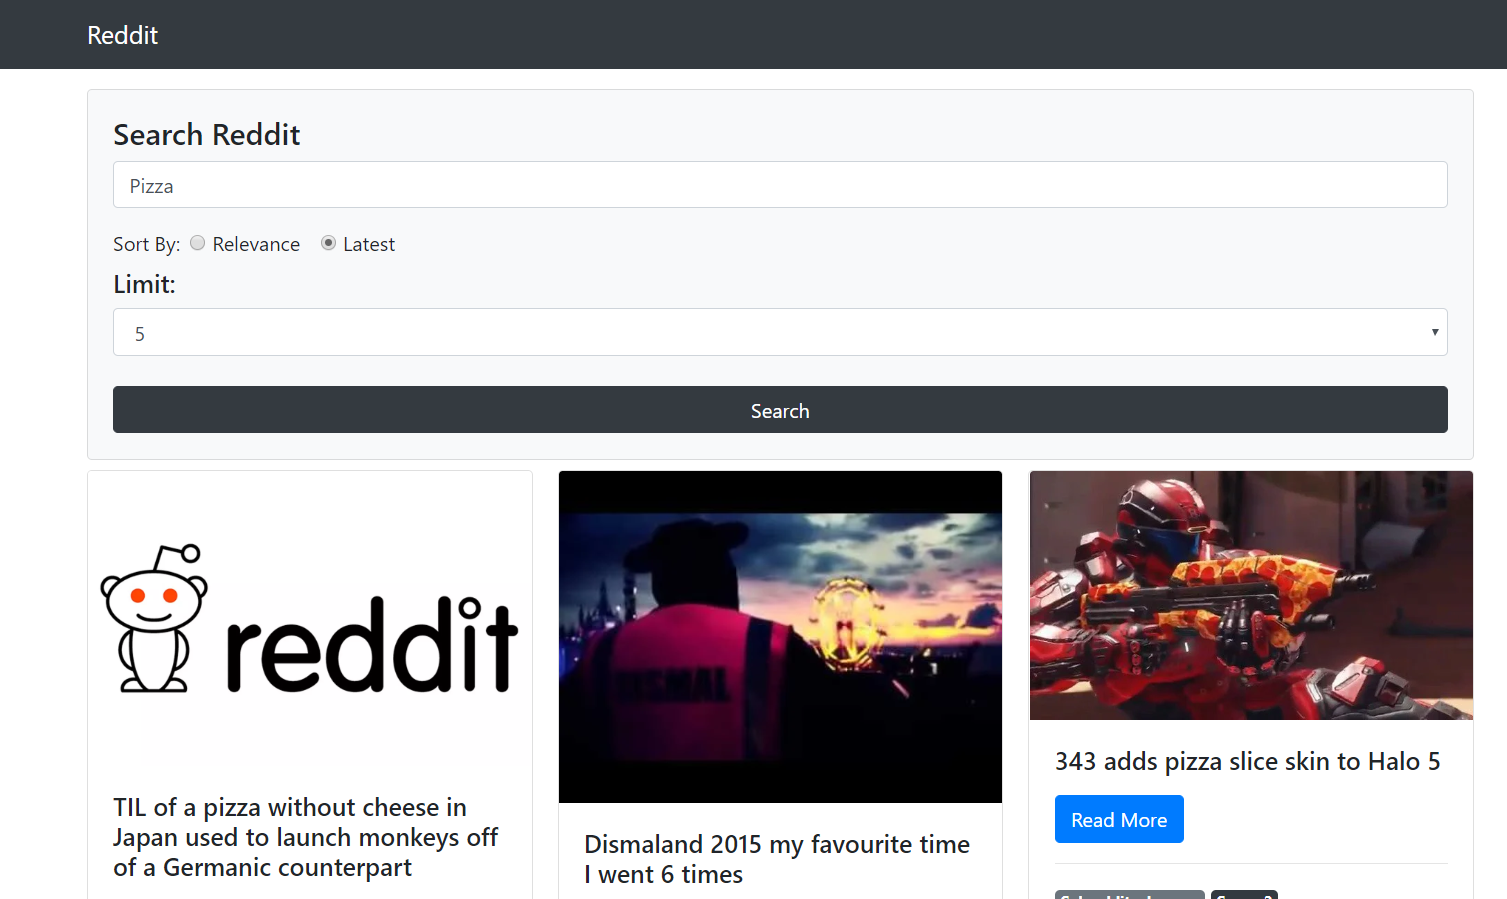 Reddit
Search Reddit
Pizza
Sort By: Relevance Latest
Limit:
5
Search
reddit
TIL of a pizza without cheese in
Japan used to launch monkeys off
of a Germanic counterpart
DISMAL
Dismaland 2015 my favourite time
I went 6 times
343 adds pizza slice skin to Halo 5
Read More